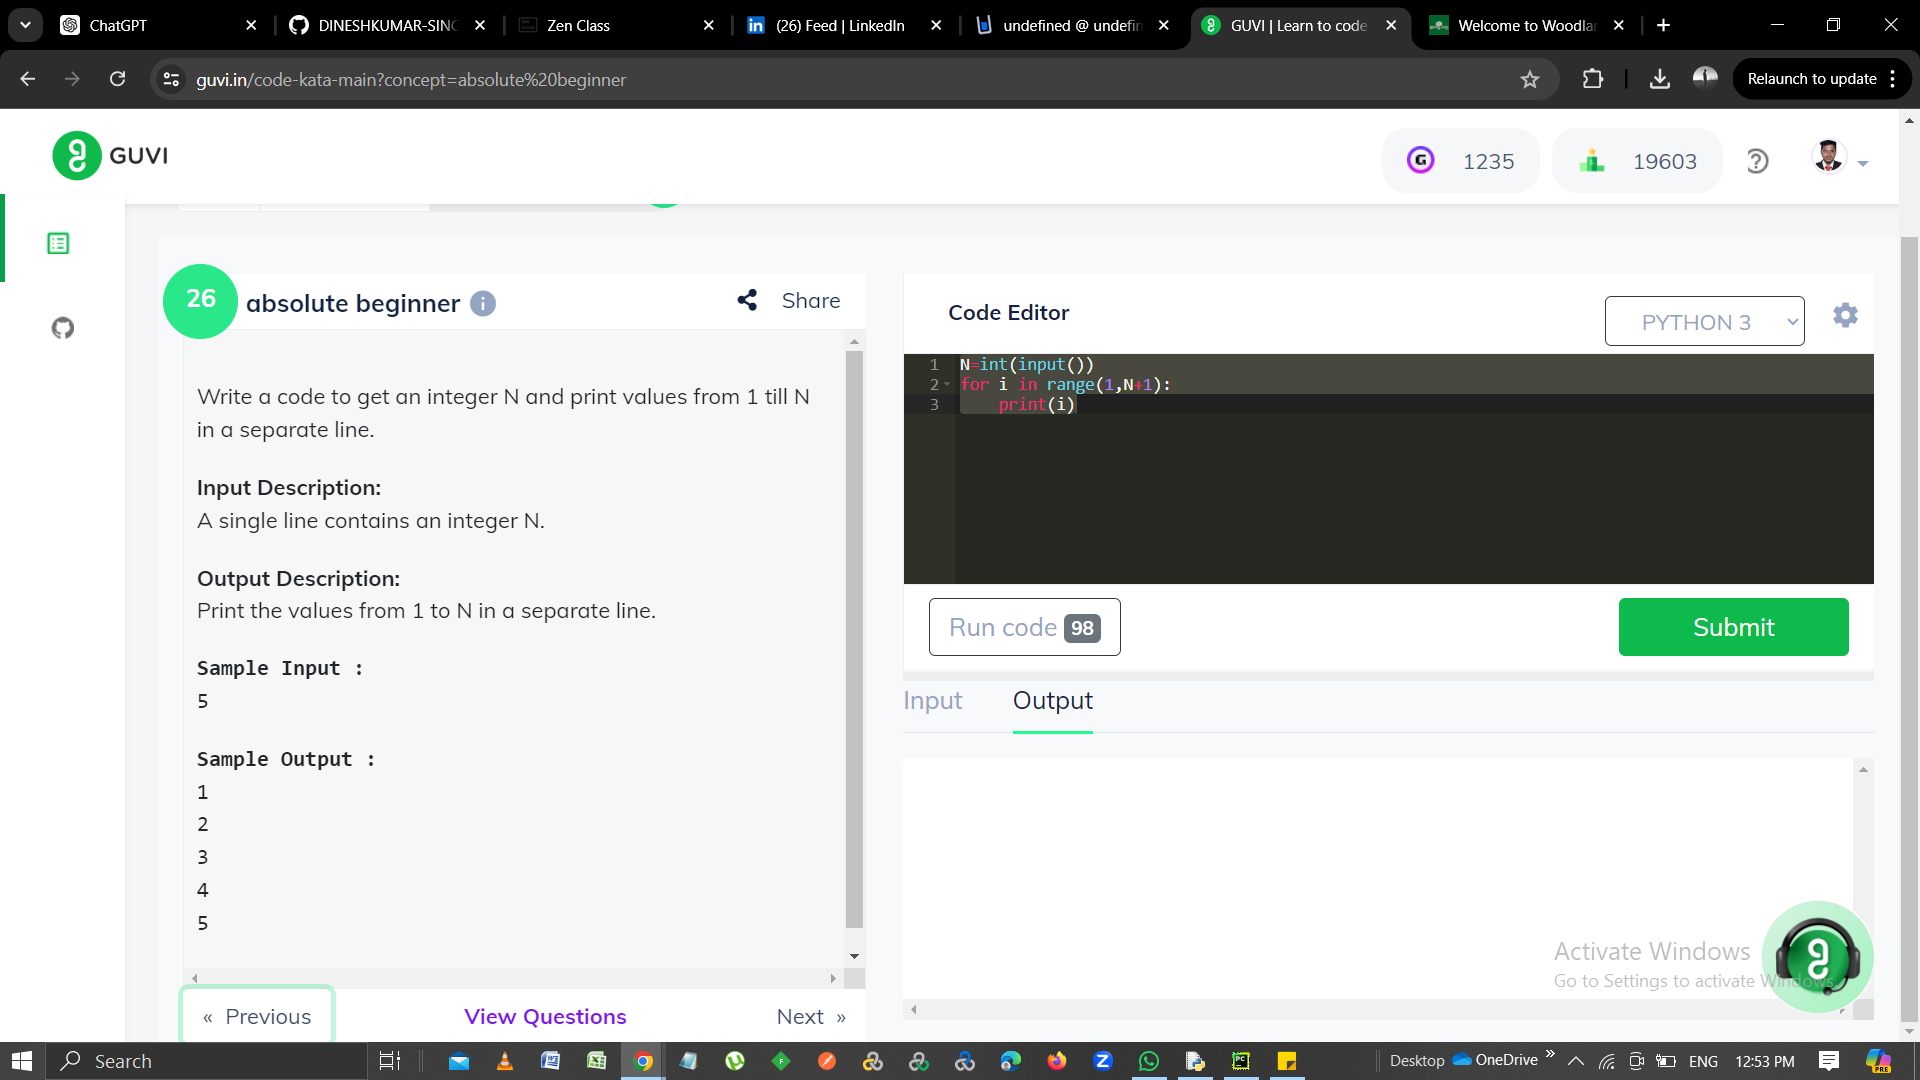 ChatGPT
DINESHKUMAR-SINC
Zen Class
(26) Feed | LinkedIn
undefined @ undefin
GUVI | Learn to code
Welcome to Woodlan
guvi.in/code-kata-main?concept=absolute%20beginner
Relaunch to update
GUVI
1235
19603
26
absolute beginner
Share
Write a code to get an integer N and print values from 1 till N
in a separate line.
Input Description:
A single line contains an integer N.
Output Description:
Print the values from 1 to N in a separate line.
Sample Input :
5
Sample Output :
1
2
3
4
5
« Previous
View Questions
Next »
Code Editor
PYTHON 3
1 N=int(input())
2 for i in range(1,N+1):
3 print(i)
Run code 98
Submit
Input
Output
Activate Windows
Go to Settings to activate Windows.
Search
Desktop
OneDrive
ENG
12:53 PM
PRE